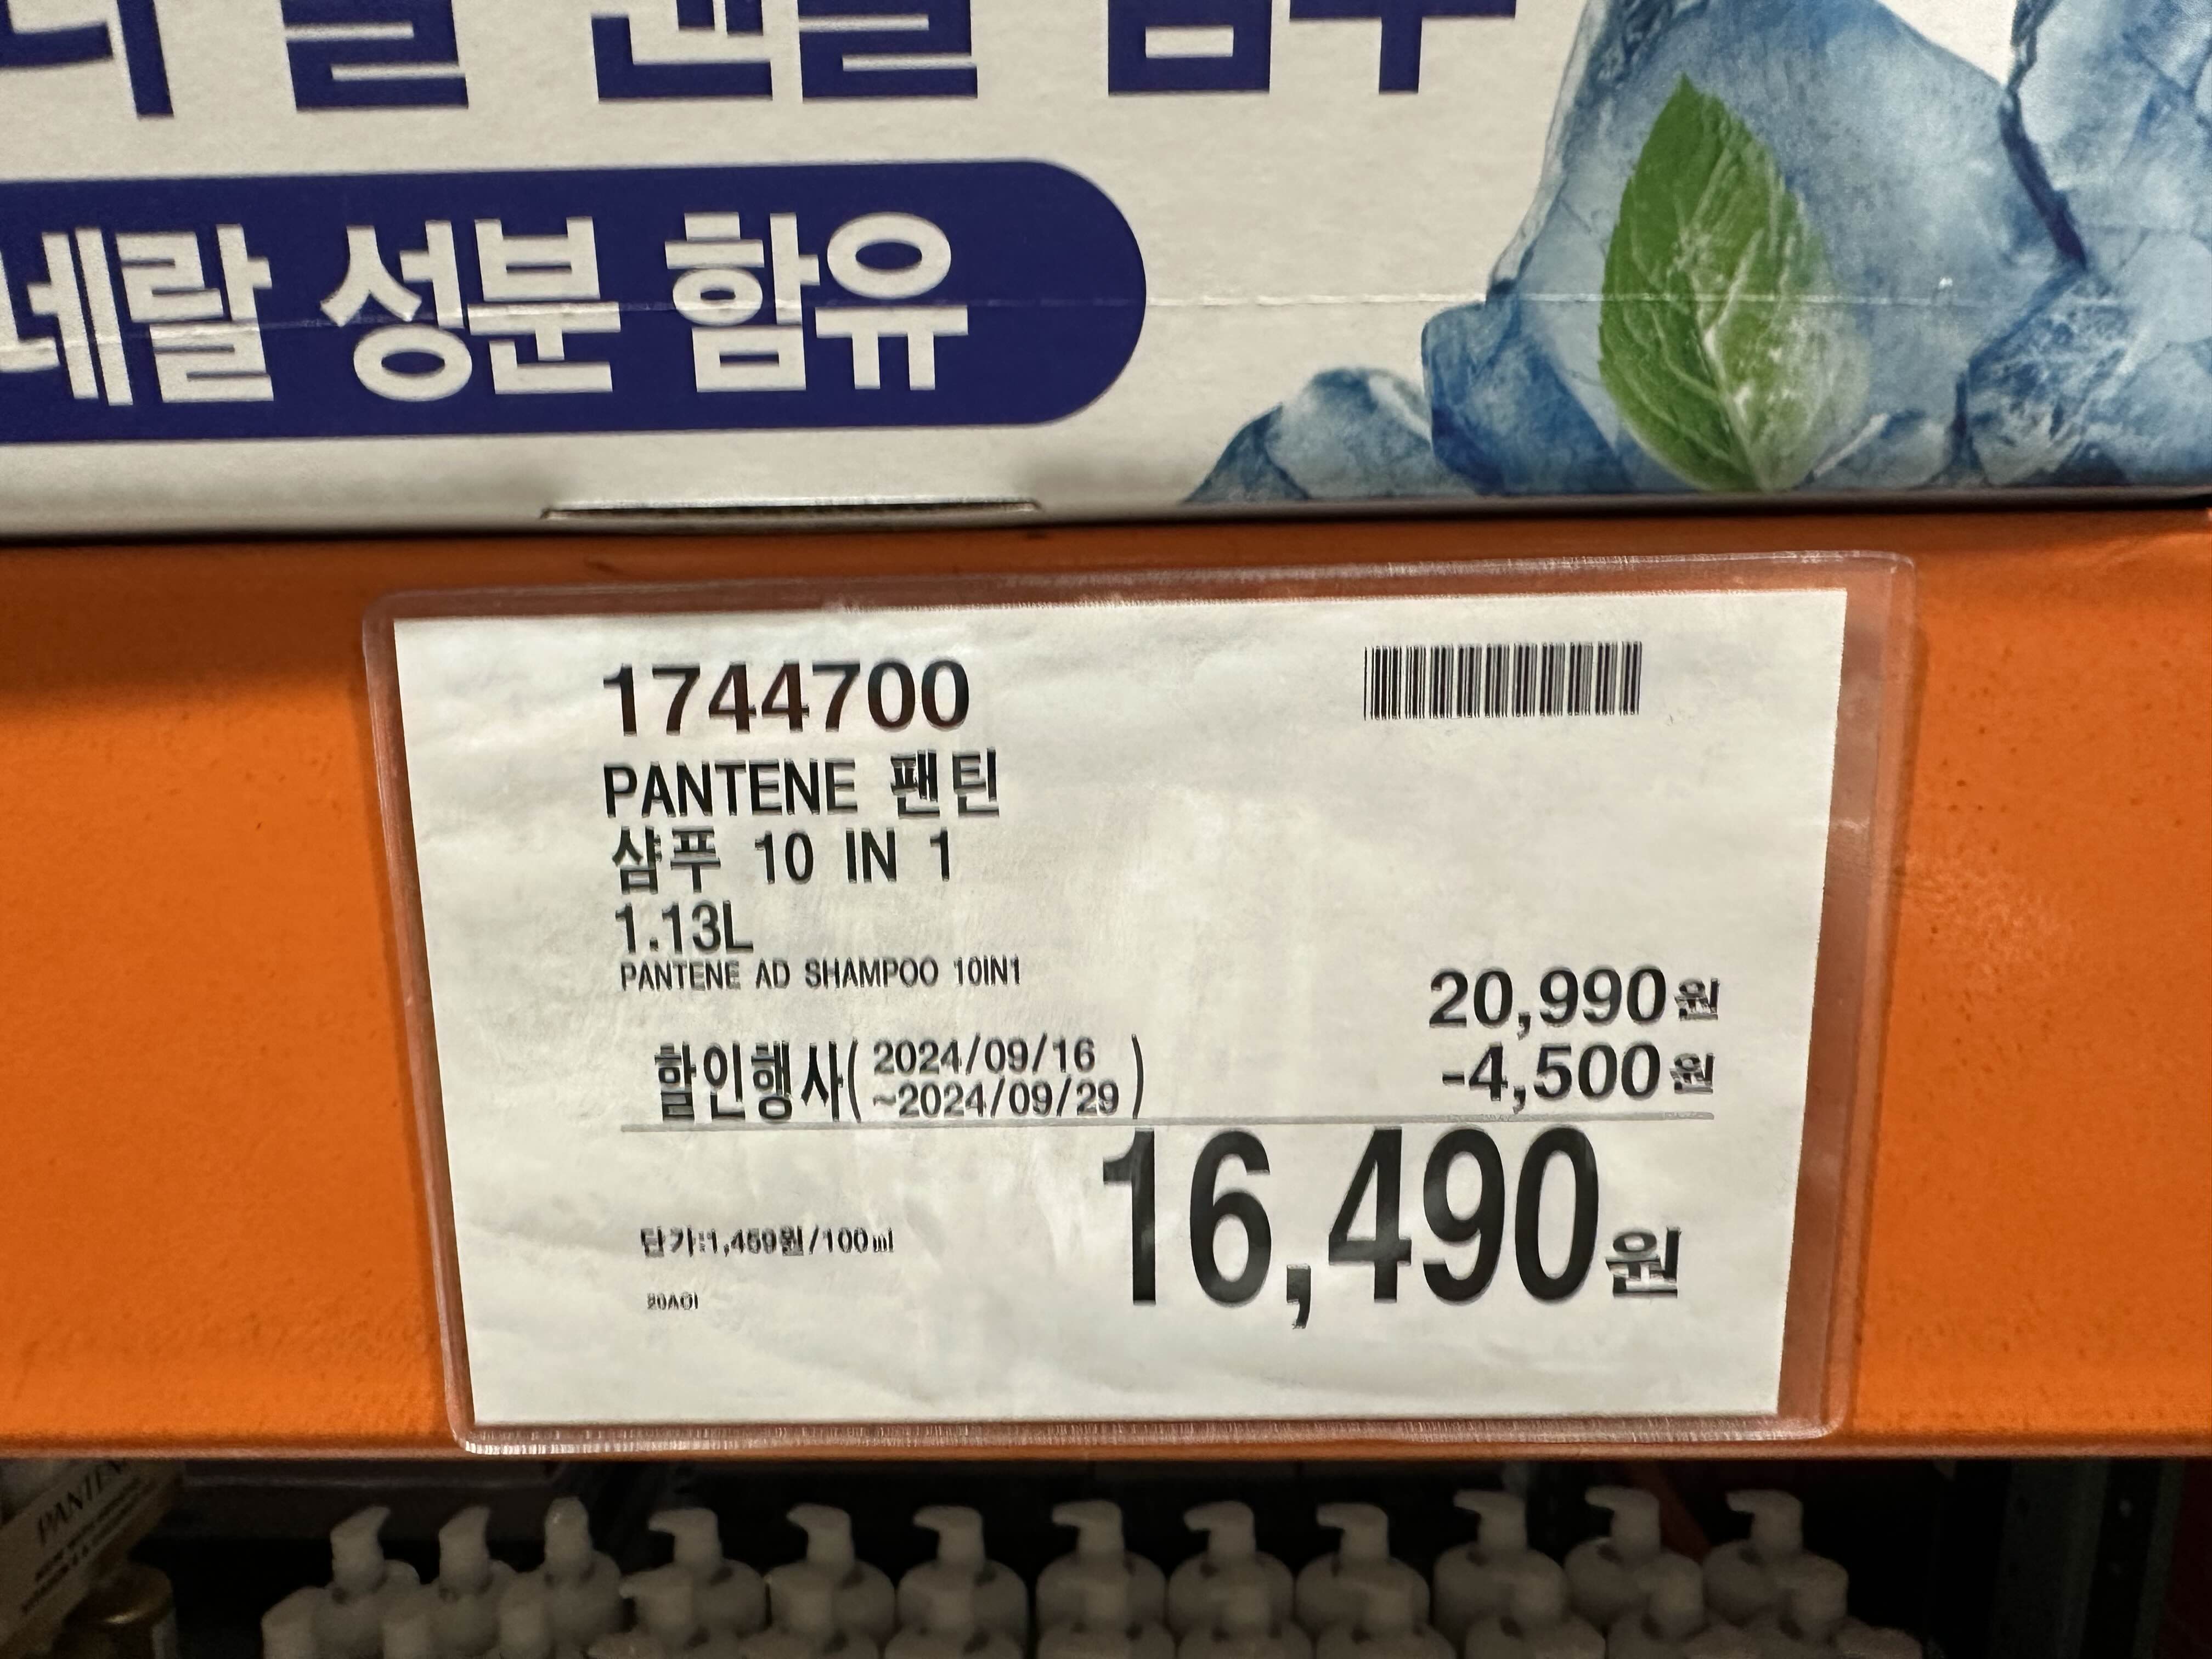 네랄 성분 함유
1744700
PANTENE 팬틴
샴푸 10 IN 1
1.13L
PANTENE AD SHAMPOO 10IN1
20,990원
할인행사( 2024/09/16 ~2024/09/29 ) -4,500원
16,490원
단가:1,459원/100㎖
PANTENE